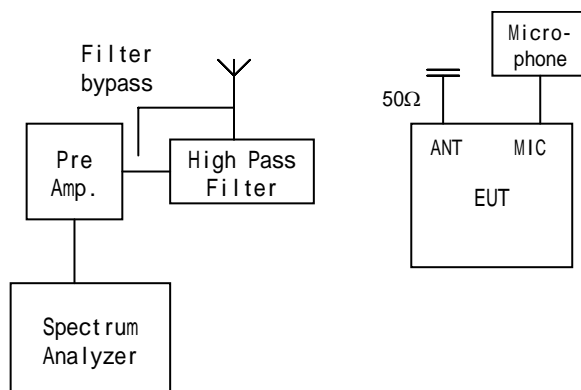 Filter
bypass
Pre
Amp.
High Pass
Filter
Spectrum
Analyzer
Micro-
phone
50Ω
ANT MIC
EUT